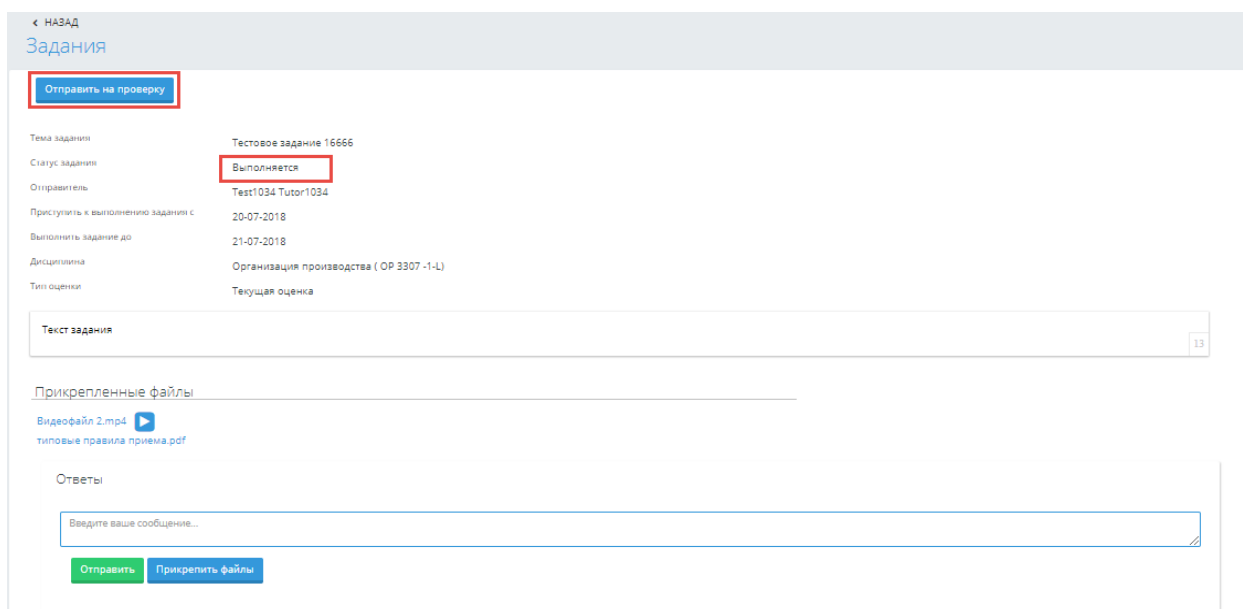 НАЗАД
Задания
Отправить на проверку
Тема задания Тестовое задание 16666
Статус задания Выполняется
Отправитель Test1034 Tutor1034
Приступить к выполнению задания с 20-07-2018
Выполнить задание до 21-07-2018
Дисциплина Организация производства ( OP 3307 -1-L)
Тип оценки Текущая оценка
Текст задания
13
Прикрепленные файлы
Видеофайл 2.mp4
типовые правила приема.pdf
Ответы
Введите ваше сообщение...
Отправить Прикрепить файлы